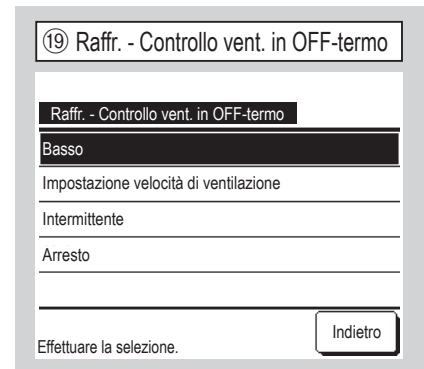 ⑲ Raffr. - Controllo vent. in OFF-termo
Raffr. - Controllo vent. in OFF-termo
Basso
Impostazione velocità di ventilazione
Intermittente
Arresto
Effettuare la selezione.
Indietro